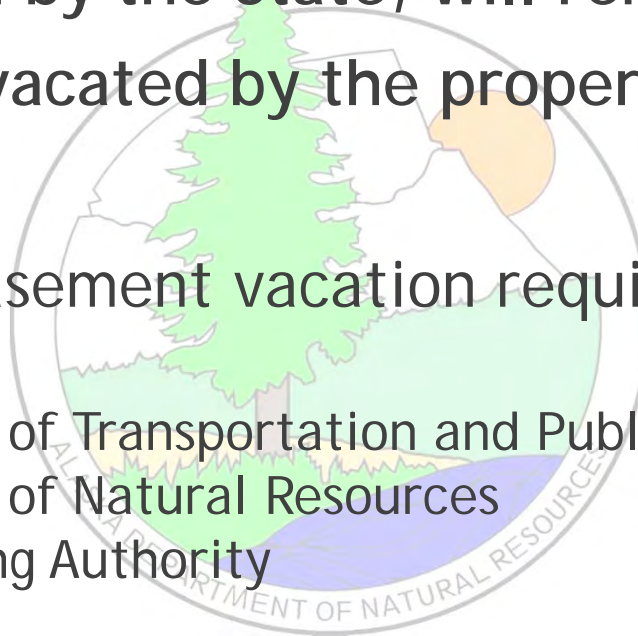 by the state, will re
vacated by the proper
sement vacation requi
of Transportation and Publ
of Natural Resources
ng Authority
ALASKA DEPARTMENT OF NATURAL RESOURCES